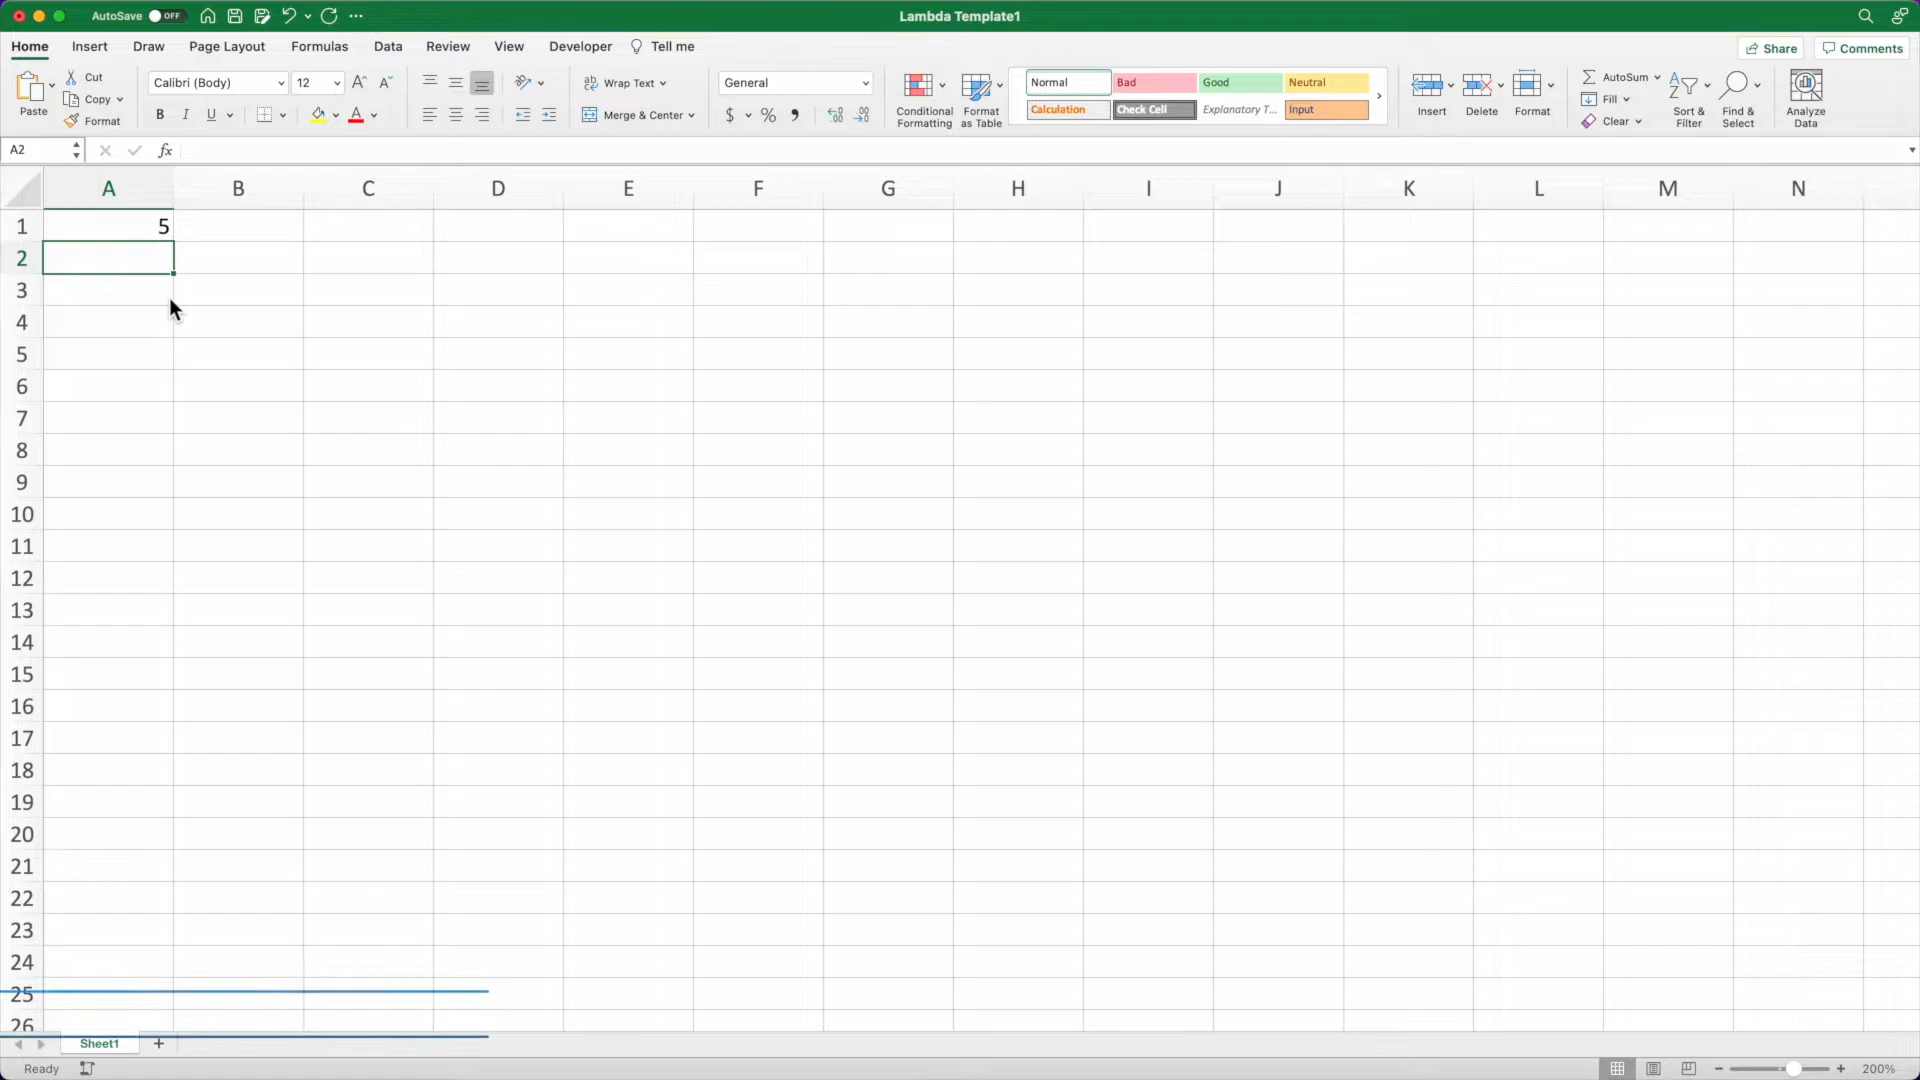 AutoSave OFF
Lambda Template1
Home Insert Draw Page Layout Formulas Data Review View Developer Tell me
Share Comments
Paste
Cut
Copy
Format
Calibri (Body) 12
B I U
A
Wrap Text
Merge & Center
General
$ % ,
Conditional Formatting
Format as Table
Normal Bad Good Neutral
Calculation Check Cell Explanatory T... Input
Insert Delete Format
AutoSum
Fill
Clear
Sort & Filter
Find & Select
Analyze Data
A2 fx
A B C D E F G H I J K L M N
1 5
2
3
4
5
6
7
8
9
10
11
12
13
14
15
16
17
18
19
20
21
22
23
24
25
26
Sheet1 +
Ready
200%